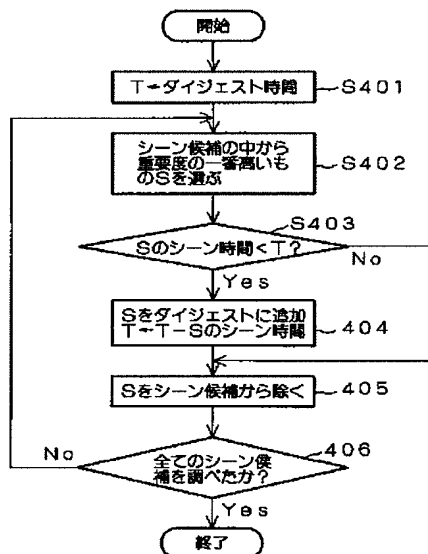 開始
T←ダイジェスト時間
S401
シーン候補の中から
重要度の一番高いも
のSを選ぶ
S402
S403
Sのシーン時間<T?
No
Yes
Sをダイジェストに追加
T←T-Sのシーン時間
404
Sをシーン候補から除く
405
406
No
全てのシーン候
補を調べたか?
Yes
終了